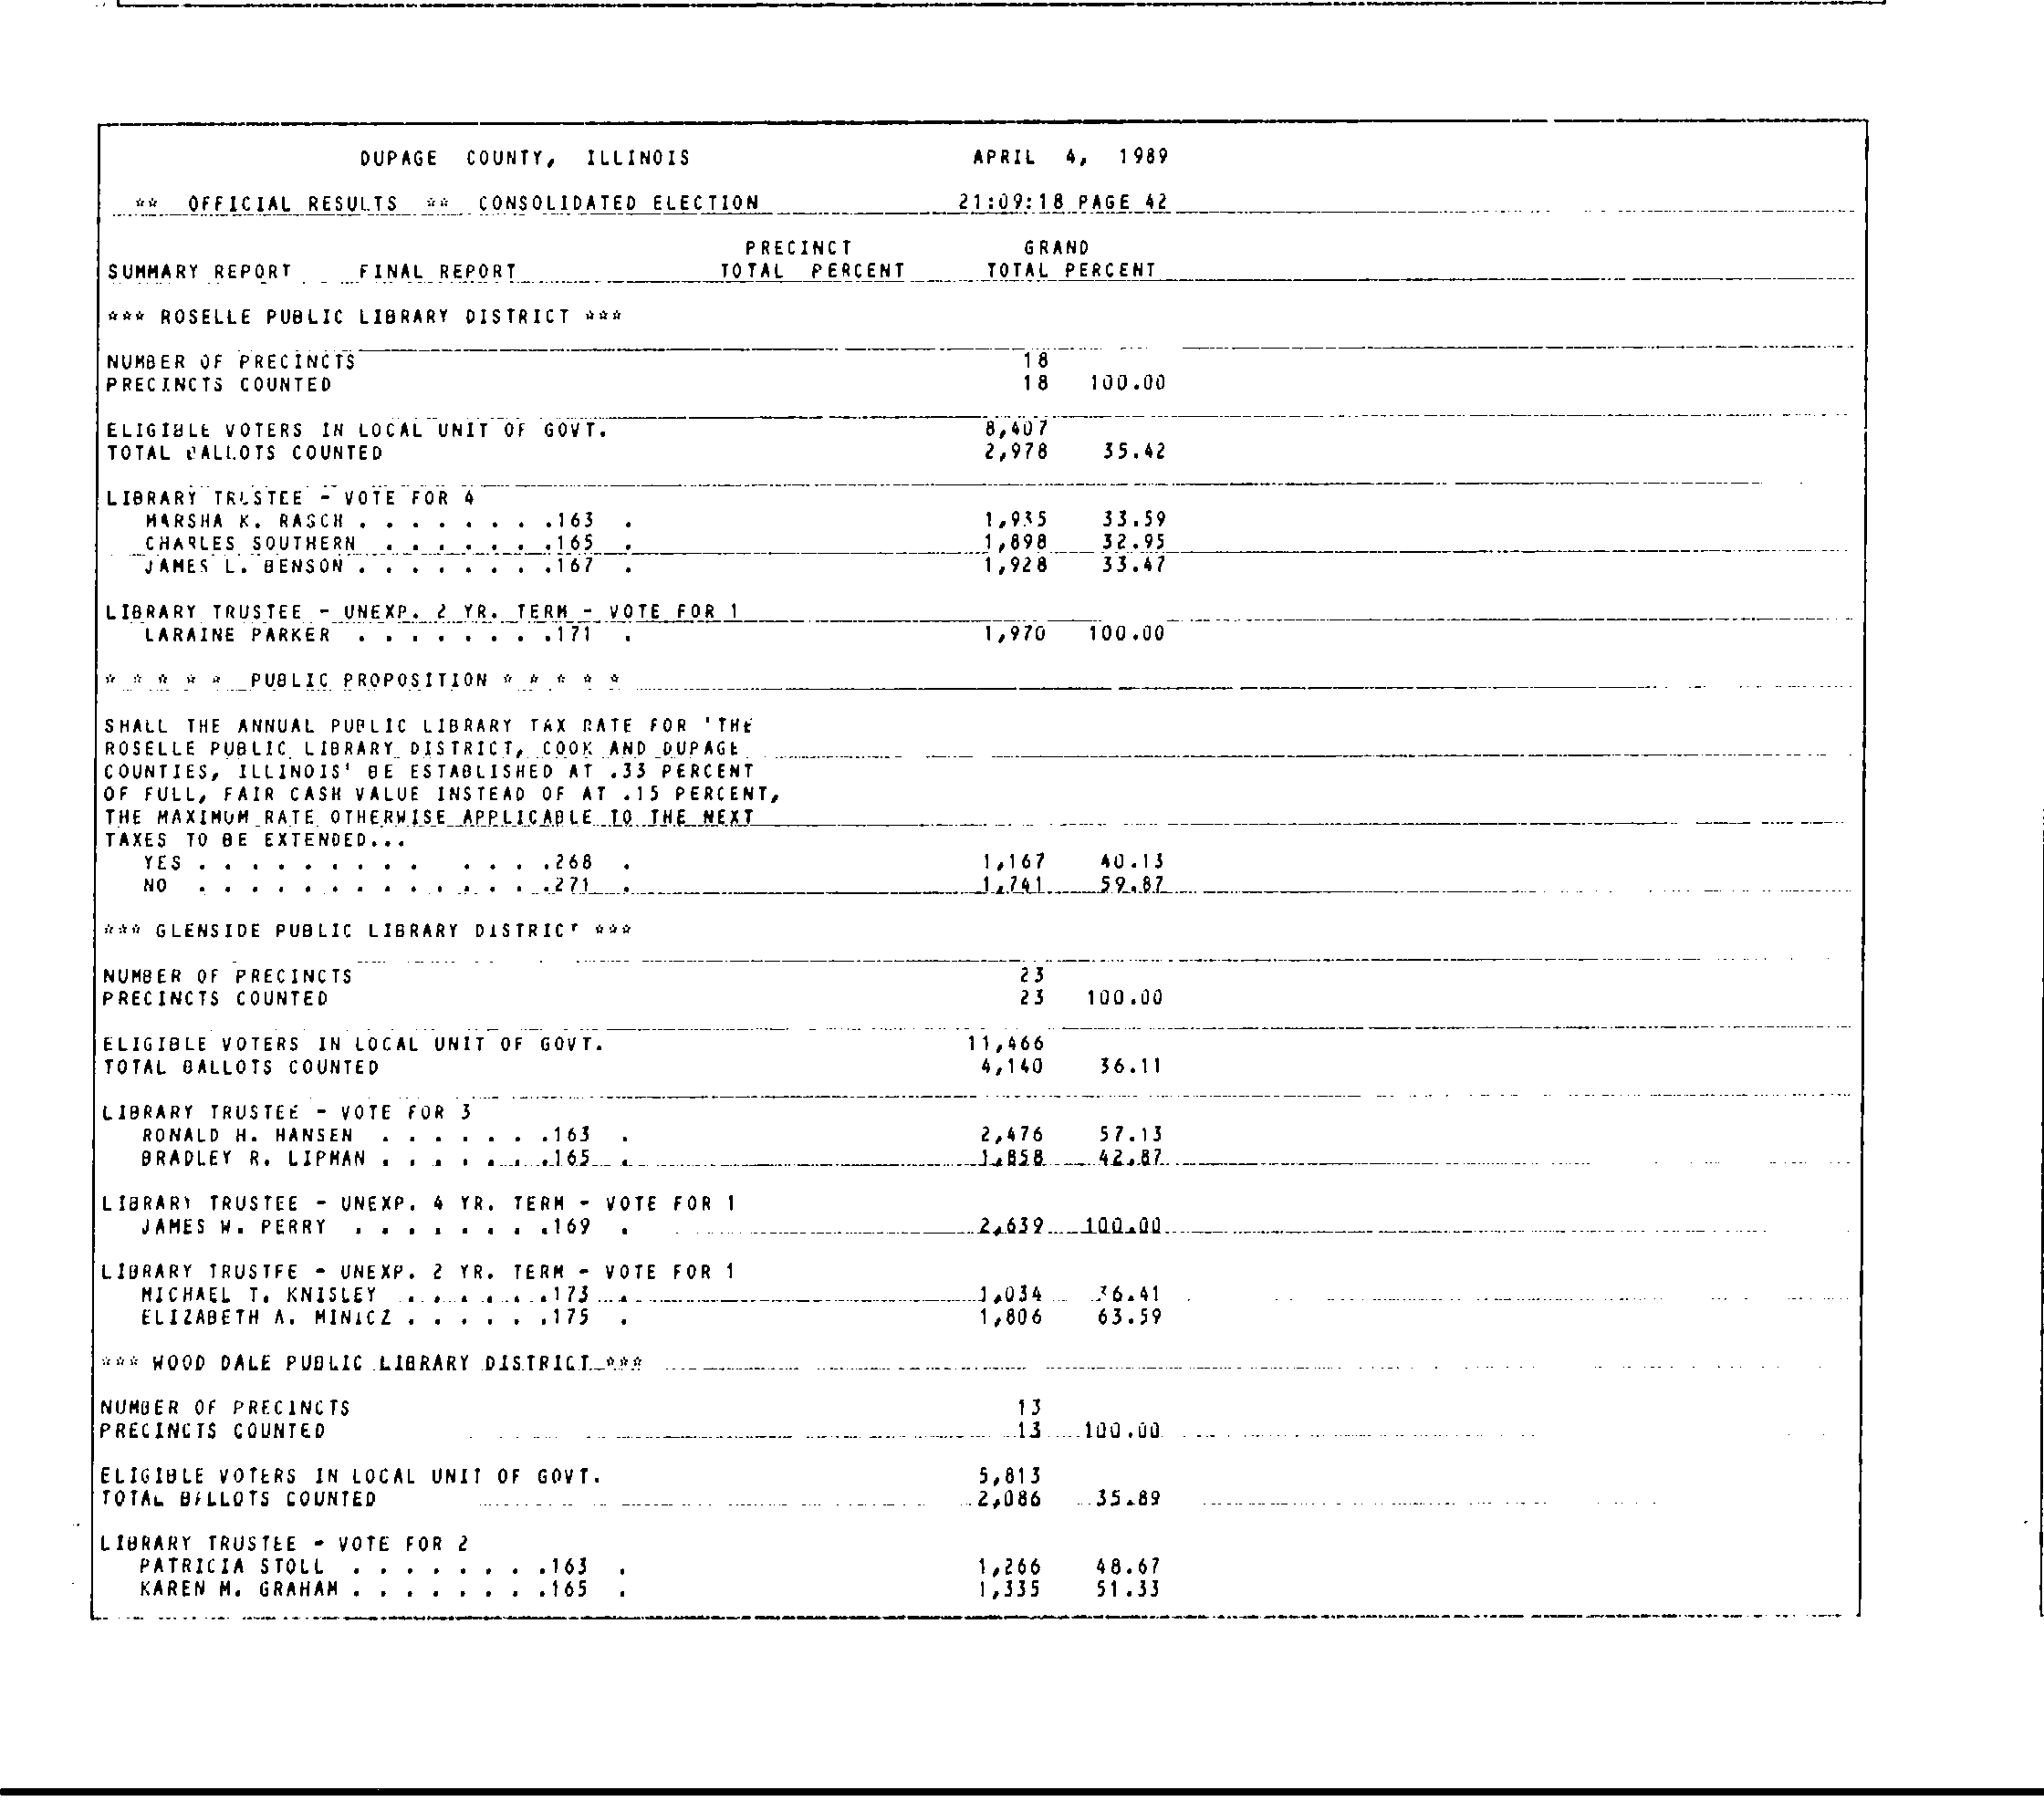 DUPAGE COUNTY, ILLINOIS APRIL 4, 1989
** OFFICIAL RESULTS ** CONSOLIDATED ELECTION 21:09:18 PAGE 42
PRECINCT GRAND
SUMMARY REPORT FINAL REPORT TOTAL PERCENT TOTAL PERCENT
*** ROSELLE PUBLIC LIBRARY DISTRICT ***
NUMBER OF PRECINCTS 18
PRECINCTS COUNTED 18 100.00
ELIGIBLE VOTERS IN LOCAL UNIT OF GOVT. 8,407
TOTAL BALLOTS COUNTED 2,978 35.42
LIBRARY TRUSTEE - VOTE FOR 4
MARSHA K. RASCH . . . . . . . .163 . 1,935 33.59
CHARLES SOUTHERN . . . . . . .165 . 1,898 32.95
JAMES L. BENSON . . . . . . . .167 . 1,928 33.47
LIBRARY TRUSTEE - UNEXP. 2 YR. TERM - VOTE FOR 1
LARAINE PARKER . . . . . . . .171 . 1,970 100.00
* * * * * PUBLIC PROPOSITION * * * * *
SHALL THE ANNUAL PUBLIC LIBRARY TAX RATE FOR 'THE
ROSELLE PUBLIC LIBRARY DISTRICT, COOK AND DUPAGE
COUNTIES, ILLINOIS' BE ESTABLISHED AT .33 PERCENT
OF FULL, FAIR CASH VALUE INSTEAD OF AT .15 PERCENT,
THE MAXIMUM RATE OTHERWISE APPLICABLE TO THE NEXT
TAXES TO BE EXTENDED...
YES . . . . . . . . . . . . . .268 . 1,167 40.13
NO . . . . . . . . . . . . . .271 . 1,741 59.87
*** GLENSIDE PUBLIC LIBRARY DISTRICT ***
NUMBER OF PRECINCTS 23
PRECINCTS COUNTED 23 100.00
ELIGIBLE VOTERS IN LOCAL UNIT OF GOVT. 11,466
TOTAL BALLOTS COUNTED 4,140 36.11
LIBRARY TRUSTEE - VOTE FOR 3
RONALD H. HANSEN . . . . . . .163 . 2,476 57.13
BRADLEY R. LIPMAN . . . . . . .165 . 1,858 42.87
LIBRARY TRUSTEE - UNEXP. 4 YR. TERM - VOTE FOR 1
JAMES W. PERRY . . . . . . . .169 . 2,639 100.00
LIBRARY TRUSTEE - UNEXP. 2 YR. TERM - VOTE FOR 1
MICHAEL T. KNISLEY . . . . . .173 . 1,034 36.41
ELIZABETH A. MINICZ . . . . . .175 . 1,806 63.59
*** WOOD DALE PUBLIC LIBRARY DISTRICT ***
NUMBER OF PRECINCTS 13
PRECINCTS COUNTED 13 100.00
ELIGIBLE VOTERS IN LOCAL UNIT OF GOVT. 5,813
TOTAL BALLOTS COUNTED 2,086 35.89
LIBRARY TRUSTEE - VOTE FOR 2
PATRICIA STOLL . . . . . . . .163 . 1,266 48.67
KAREN M. GRAHAM . . . . . . . .165 . 1,335 51.33